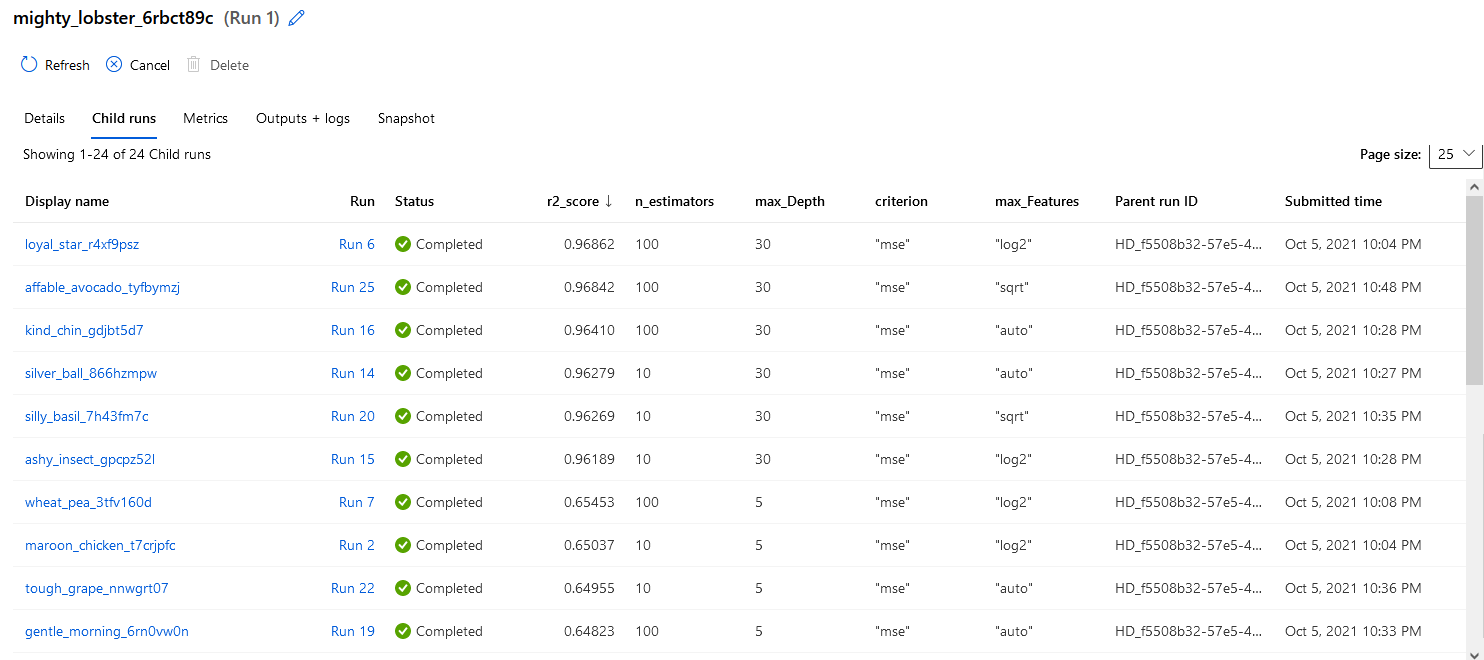 mighty_lobster_6rbct89c (Run 1)
Refresh Cancel Delete
Details Child runs Metrics Outputs + logs Snapshot
Showing 1-24 of 24 Child runs Page size: 25
Display name Run Status r2_score ↓ n_estimators max_Depth criterion max_Features Parent run ID Submitted time
loyal_star_r4xf9psz Run 6 Completed 0.96862 100 30 "mse" "log2" HD_f5508b32-57e5-4... Oct 5, 2021 10:04 PM
affable_avocado_tyfbymzj Run 25 Completed 0.96842 100 30 "mse" "sqrt" HD_f5508b32-57e5-4... Oct 5, 2021 10:48 PM
kind_chin_gdjbt5d7 Run 16 Completed 0.96410 100 30 "mse" "auto" HD_f5508b32-57e5-4... Oct 5, 2021 10:28 PM
silver_ball_866hzmpw Run 14 Completed 0.96279 10 30 "mse" "auto" HD_f5508b32-57e5-4... Oct 5, 2021 10:27 PM
silly_basil_7h43fm7c Run 20 Completed 0.96269 10 30 "mse" "sqrt" HD_f5508b32-57e5-4... Oct 5, 2021 10:35 PM
ashy_insect_gpcpz52l Run 15 Completed 0.96189 10 30 "mse" "log2" HD_f5508b32-57e5-4... Oct 5, 2021 10:28 PM
wheat_pea_3tfv160d Run 7 Completed 0.65453 100 5 "mse" "log2" HD_f5508b32-57e5-4... Oct 5, 2021 10:08 PM
maroon_chicken_t7crjpfc Run 2 Completed 0.65037 10 5 "mse" "log2" HD_f5508b32-57e5-4... Oct 5, 2021 10:04 PM
tough_grape_nnwgrt07 Run 22 Completed 0.64955 10 5 "mse" "auto" HD_f5508b32-57e5-4... Oct 5, 2021 10:36 PM
gentle_morning_6rn0vw0n Run 19 Completed 0.64823 100 5 "mse" "auto" HD_f5508b32-57e5-4... Oct 5, 2021 10:33 PM